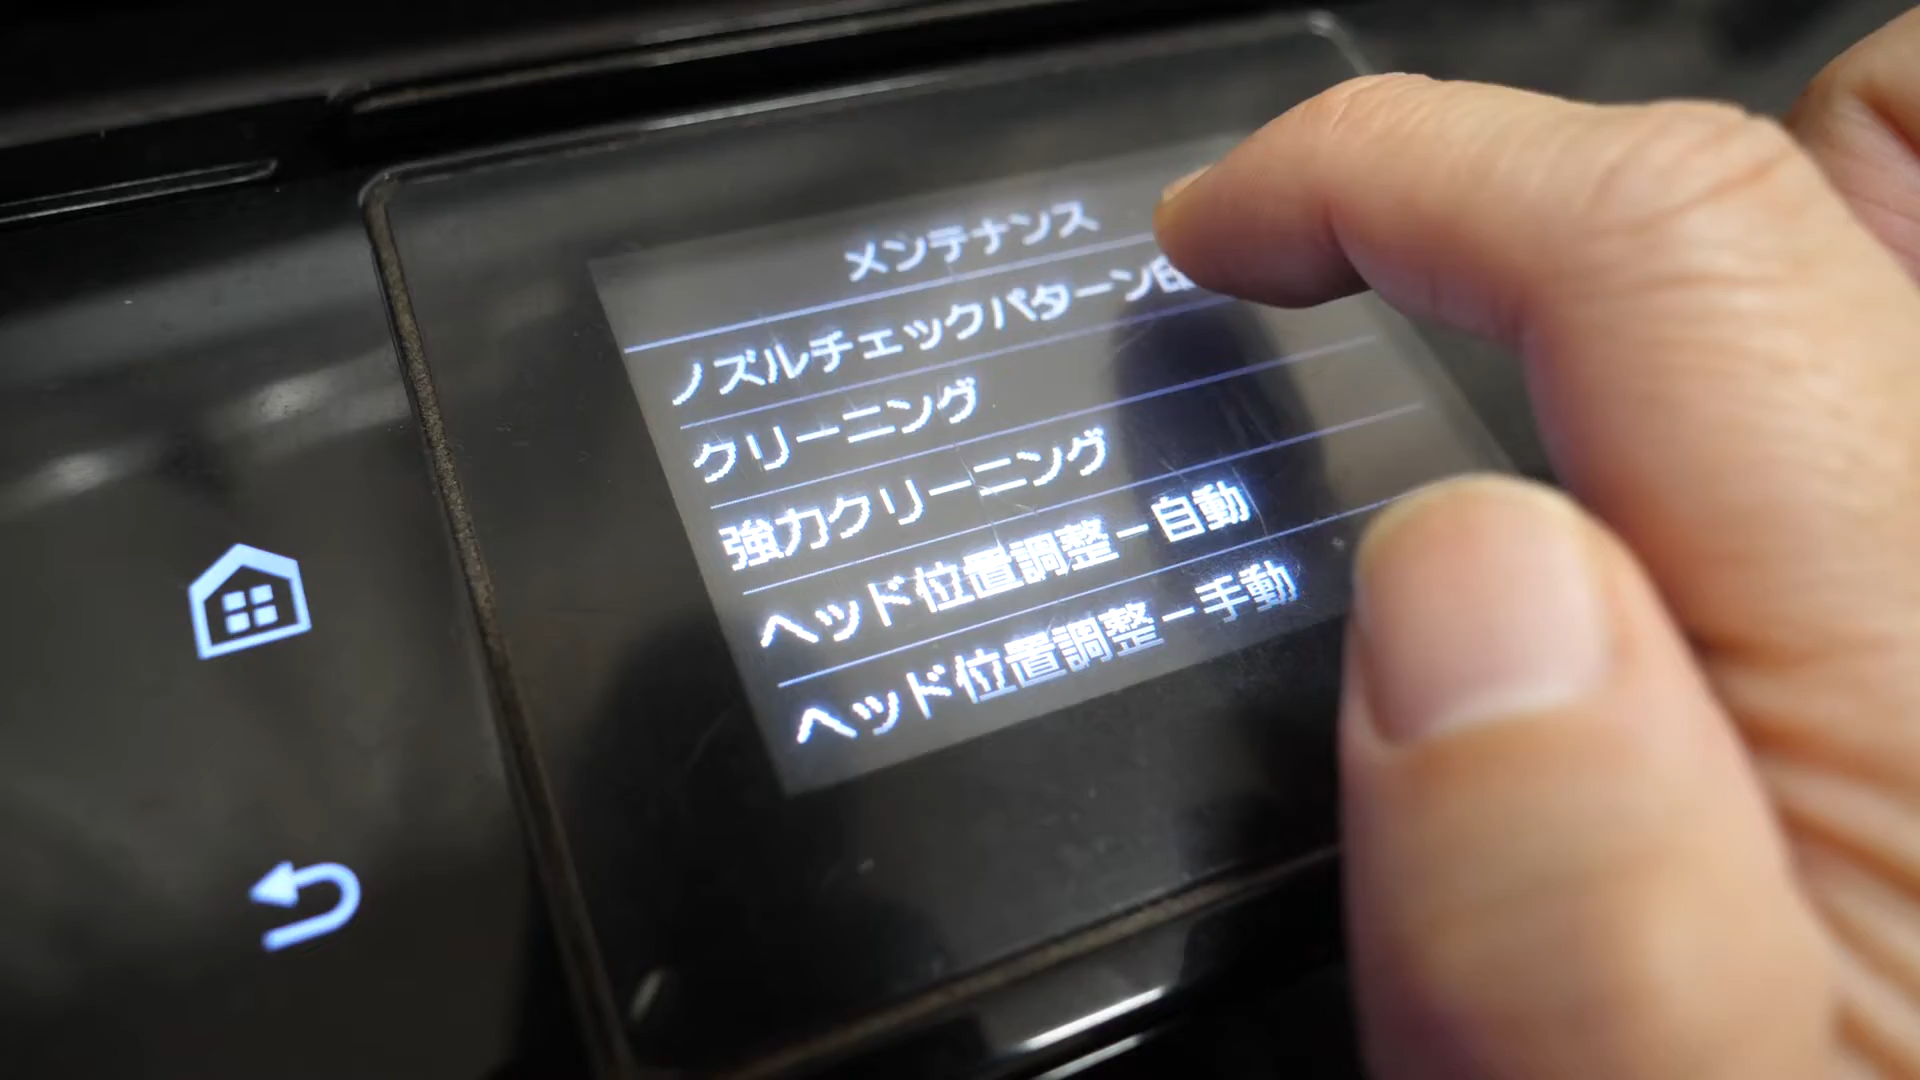 メンテナンス
ノズルチェックパターン印
クリーニング
強力クリーニング
ヘッド位置調整－自動
ヘッド位置調整－手動